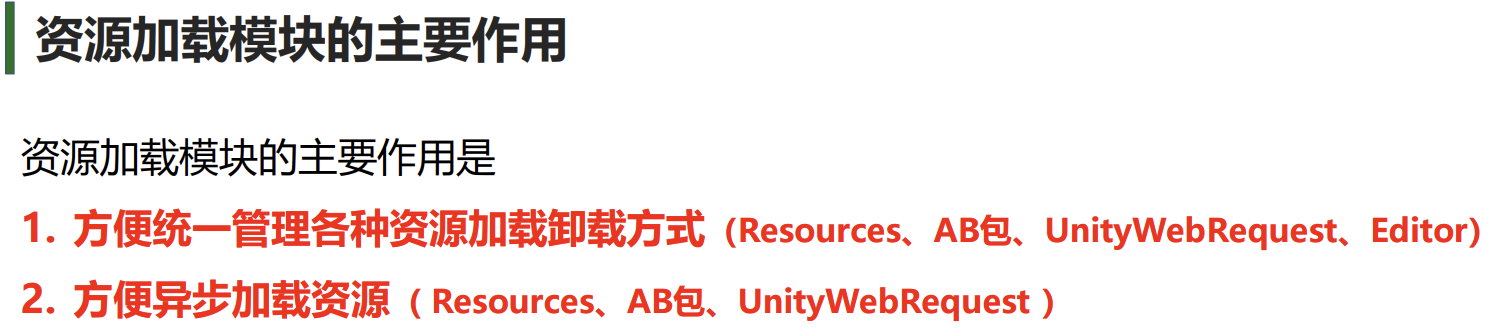 资源加载模块的主要作用
资源加载模块的主要作用是
1. 方便统一管理各种资源加载卸载方式（Resources、AB包、UnityWebRequest、Editor）
2. 方便异步加载资源（ Resources、AB包、UnityWebRequest ）